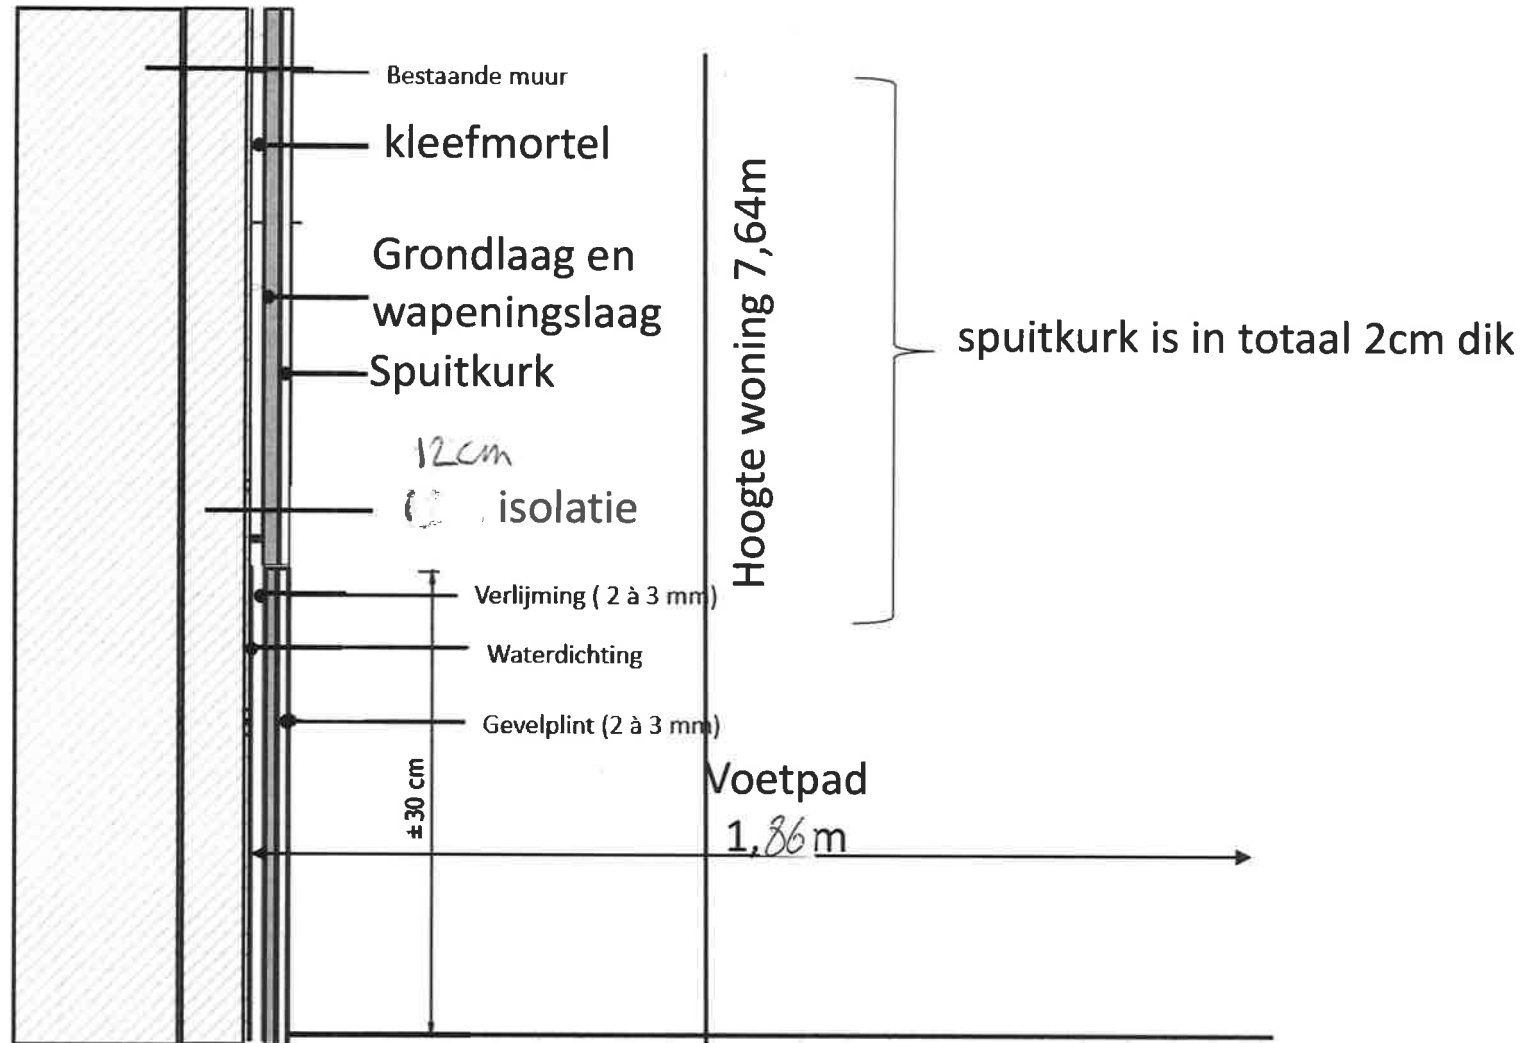 Bestaande muur
kleefmortel
Grondlaag en
wapeningslaag
Spuitkurk
12cm
isolatie
Verlijming ( 2 à 3 mm)
Waterdichting
Gevelplint (2 à 3 mm)
±30 cm
Hoogte woning 7,64m
Voetpad
1,86m
spuitkurk is in totaal 2cm dik